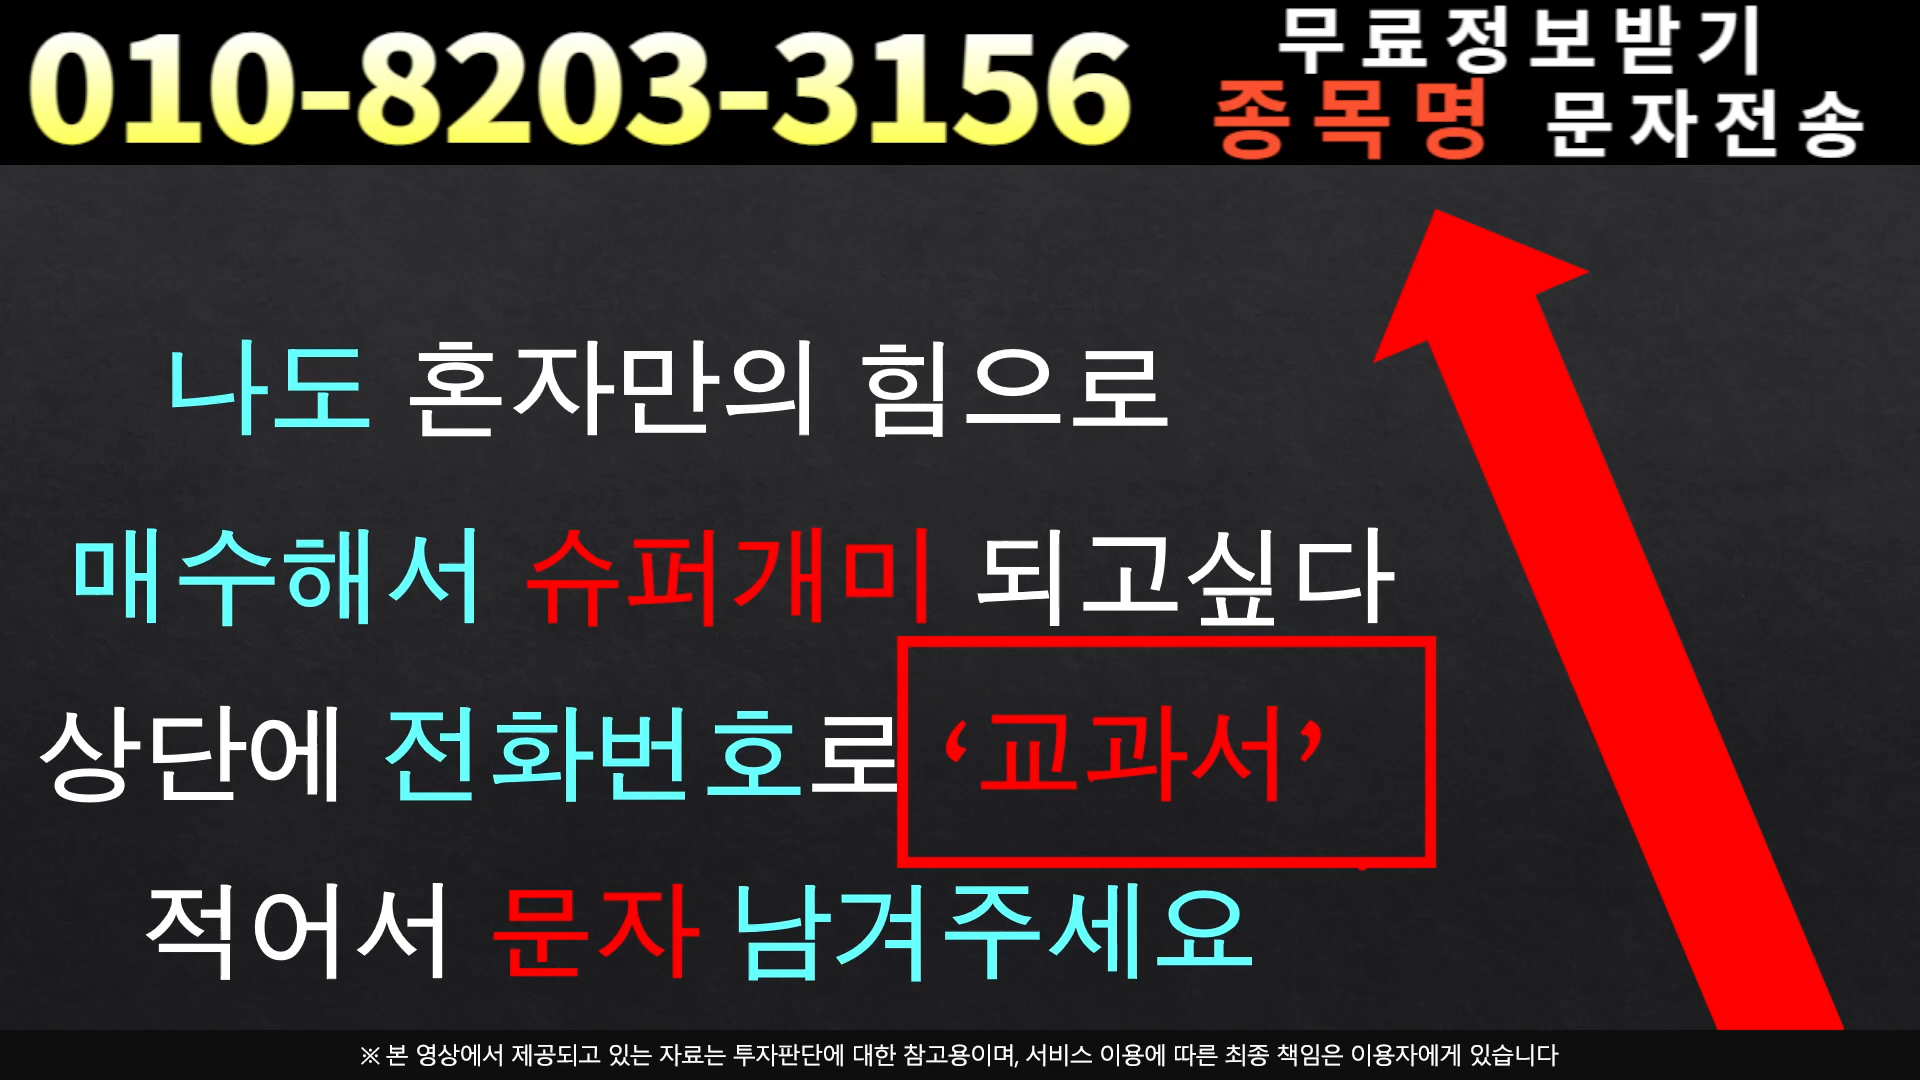 010-8203-3156
무료정보받기
종목명 문자전송
나도 혼자만의 힘으로
매수해서 슈퍼개미 되고싶다
상단에 전화번호로 ‘교과서’
적어서 문자 남겨주세요
※ 본 영상에서 제공되고 있는 자료는 투자판단에 대한 참고용이며, 서비스 이용에 따른 최종 책임은 이용자에게 있습니다